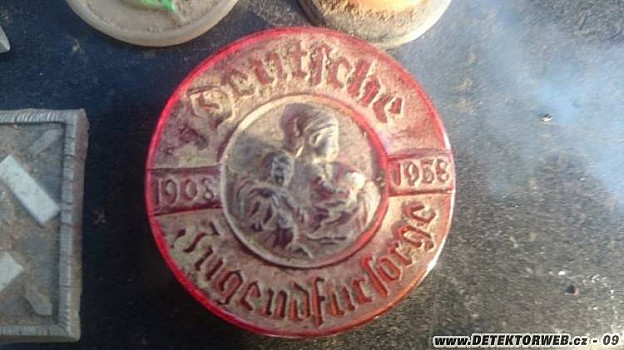 Deutsche
1908 1938
Jugendfürsorge
www.DETEKTORWEB.cz - 09